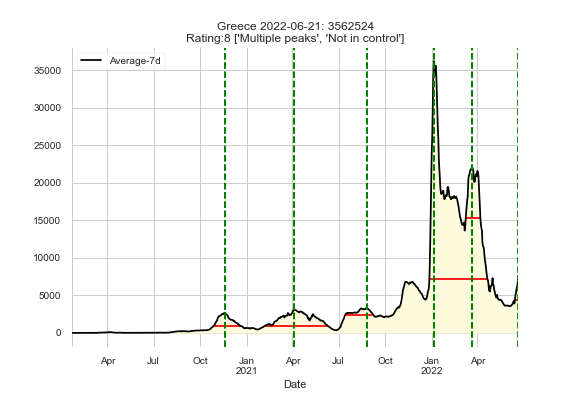 Greece 2022-06-21: 3562524
Rating:8 ['Multiple peaks', 'Not in control']
Average-7d
35000
30000
25000
20000
15000
10000
5000
0
Apr Jul Oct Jan Apr Jul Oct Jan Apr
2021 2022
Date